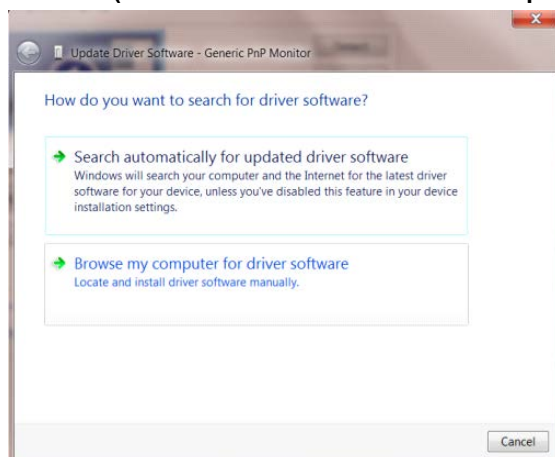 Update Driver Software - Generic PnP Monitor
How do you want to search for driver software?
Search automatically for updated driver software
Windows will search your computer and the Internet for the latest driver
software for your device, unless you've disabled this feature in your device
installation settings.
Browse my computer for driver software
Locate and install driver software manually.
Cancel